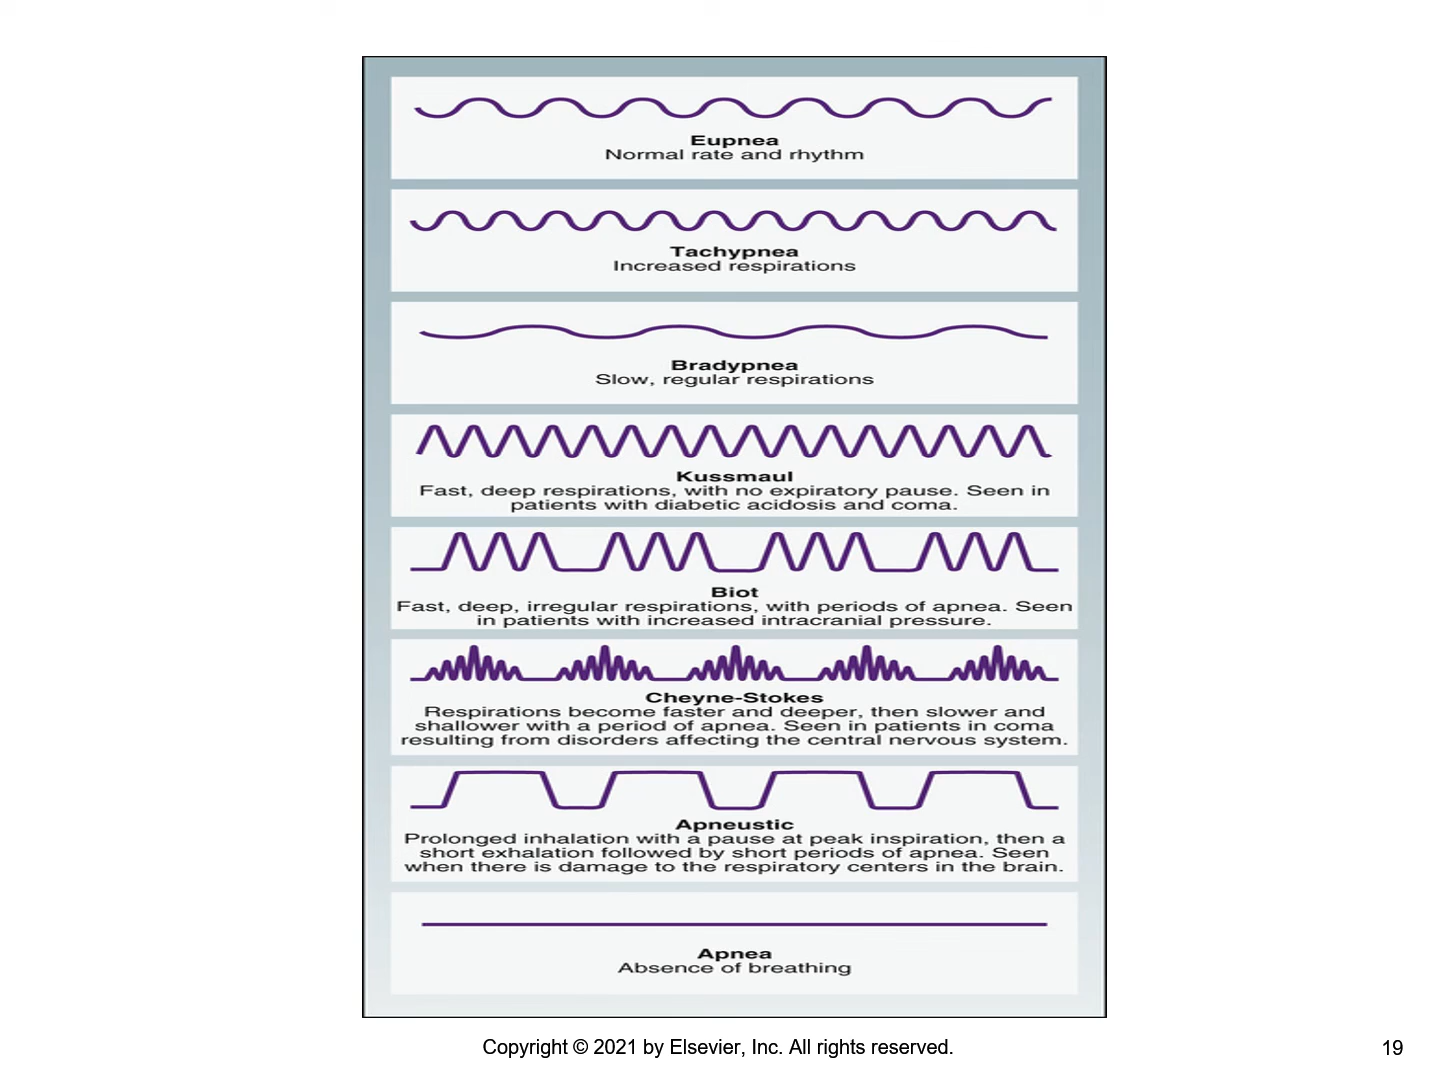 Eupnea
Normal rate and rhythm
Tachypnea
Increased respirations
Bradypnea
Slow, regular respirations
Kussmaul
Fast, deep respirations, with no expiratory pause. Seen in
patients with diabetic acidosis and coma.
Biot
Fast, deep, irregular respirations, with periods of apnea. Seen
in patients with increased intracranial pressure.
Cheyne-Stokes
Respirations become faster and deeper, then slower and
shallower with a period of apnea. Seen in patients in coma
resulting from disorders affecting the central nervous system.
Apneustic
Prolonged inhalation with a pause at peak inspiration, then a
short exhalation followed by short periods of apnea. Seen
when there is damage to the respiratory centers in the brain.
Apnea
Absence of breathing
Copyright © 2021 by Elsevier, Inc. All rights reserved.
19